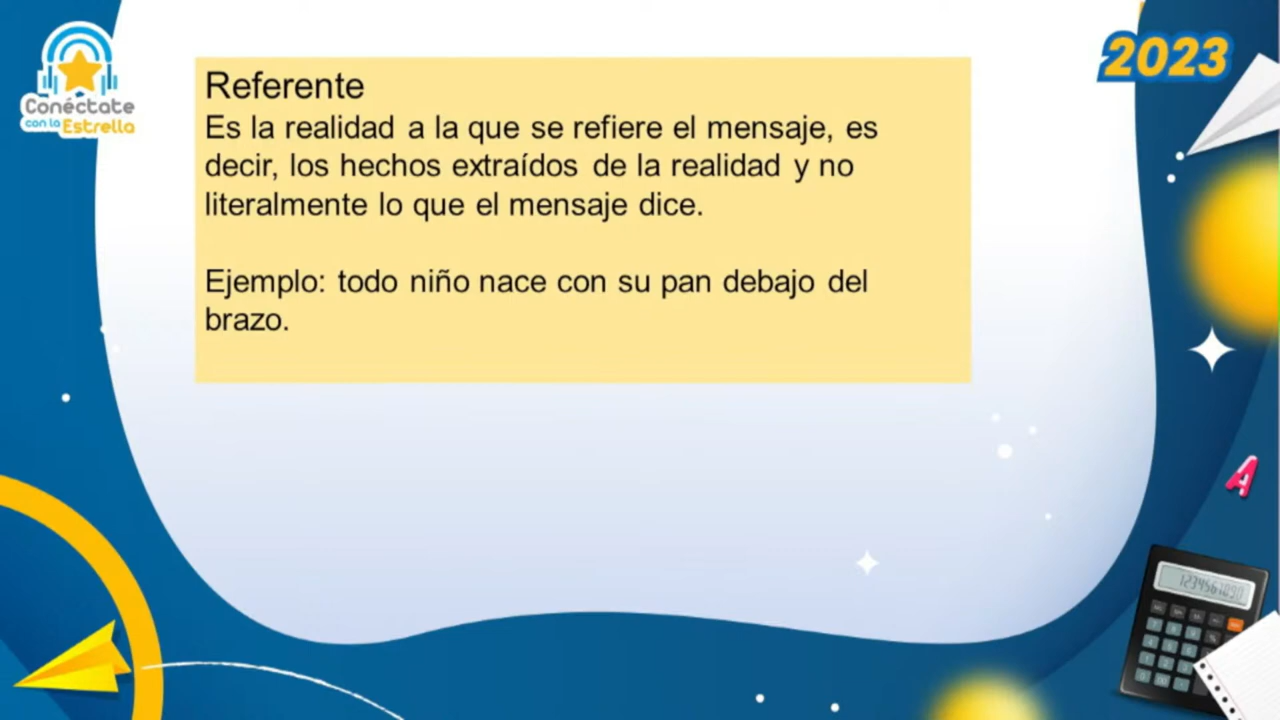 Conéctate
con la Estrella
2023
Referente
Es la realidad a la que se refiere el mensaje, es
decir, los hechos extraídos de la realidad y no
literalmente lo que el mensaje dice.
Ejemplo: todo niño nace con su pan debajo del
brazo.
A
1234567890